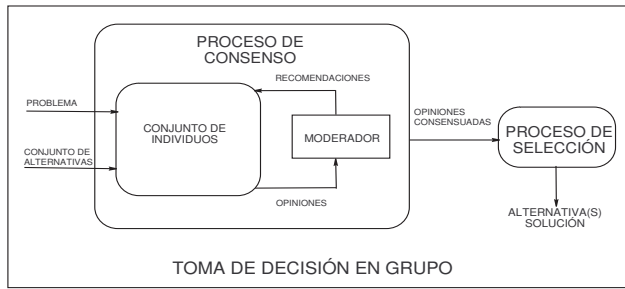 PROCESO DE
CONSENSO
RECOMENDACIONES
PROBLEMA
CONJUNTO DE
INDIVIDUOS
MODERADOR
CONJUNTO DE
ALTERNATIVAS
OPINIONES
OPINIONES
CONSENSUADAS
PROCESO DE
SELECCIÓN
ALTERNATIVA(S)
SOLUCIÓN
TOMA DE DECISIÓN EN GRUPO